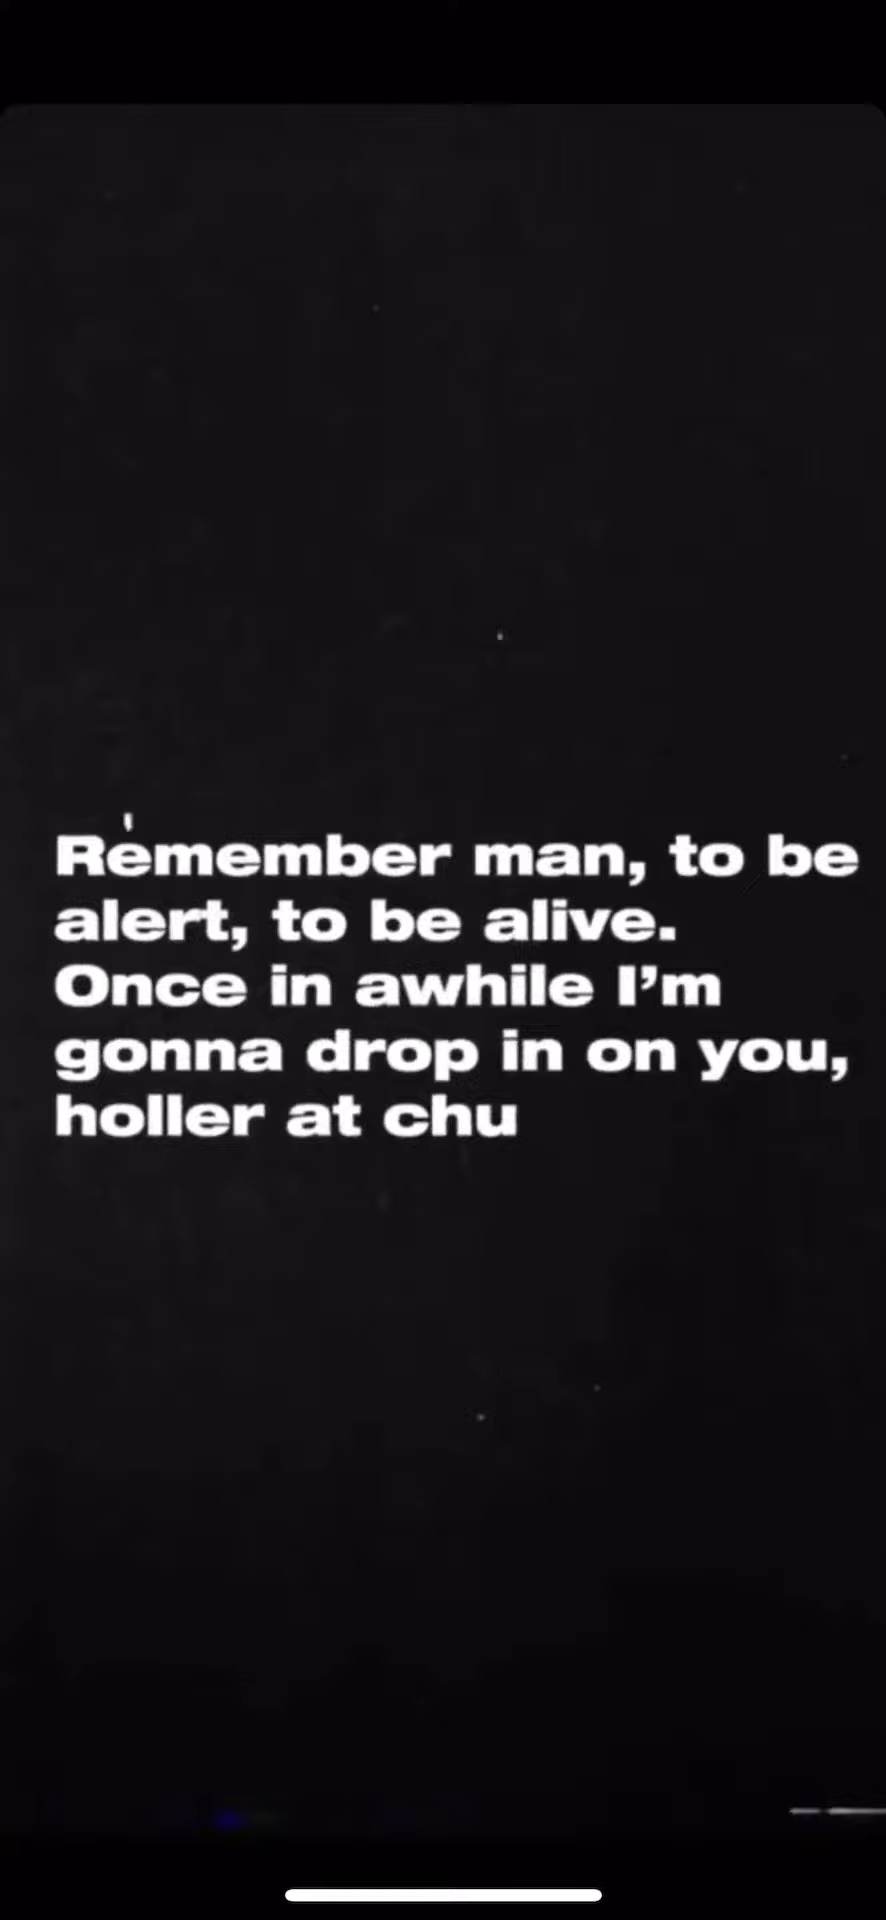 Remember man, to be
alert, to be alive.
Once in awhile I’m
gonna drop in on you,
holler at chu